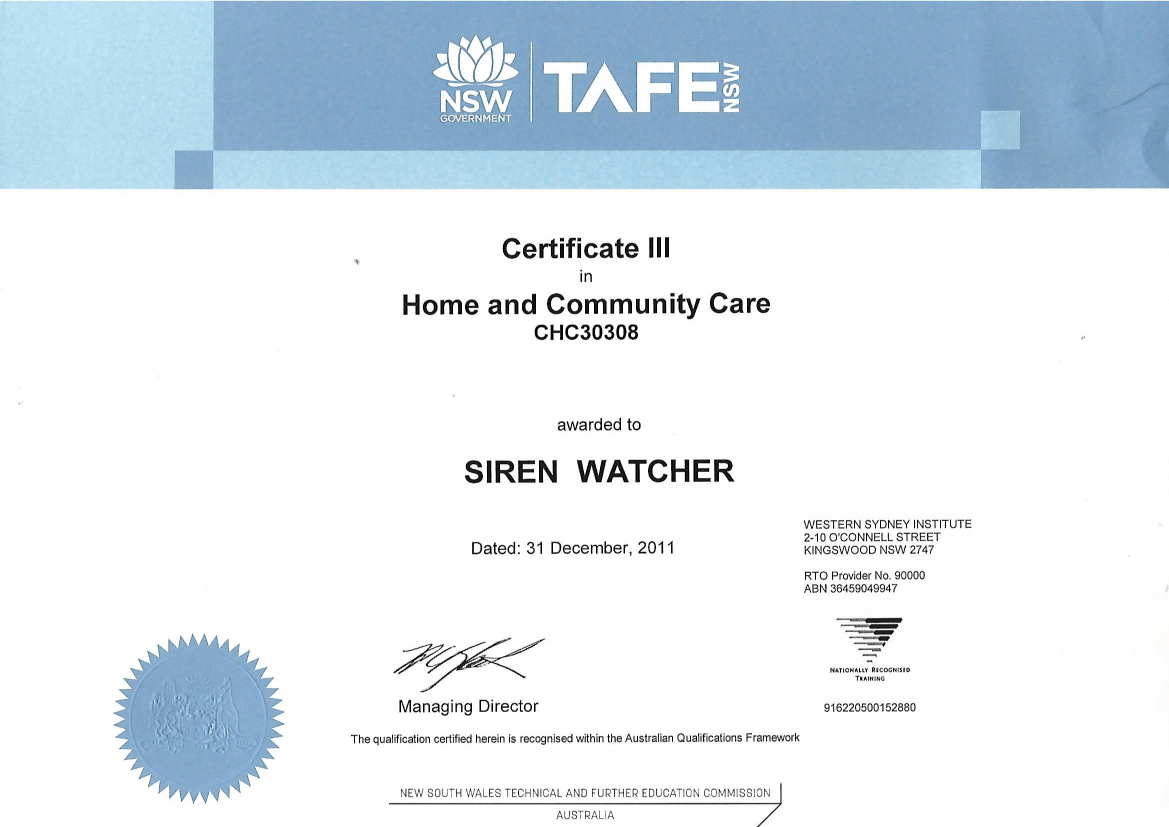 NSW
GOVERNMENT
TAFE NSW
Certificate III
in
Home and Community Care
CHC30308
awarded to
SIREN WATCHER
Dated: 31 December, 2011
WESTERN SYDNEY INSTITUTE
2-10 O'CONNELL STREET
KINGSWOOD NSW 2747
RTO Provider No. 90000
ABN 36459049947
NATIONALLY RECOGNISED
TRAINING
916220500152880
Managing Director
The qualification certified herein is recognised within the Australian Qualifications Framework
NEW SOUTH WALES TECHNICAL AND FURTHER EDUCATION COMMISSION
AUSTRALIA